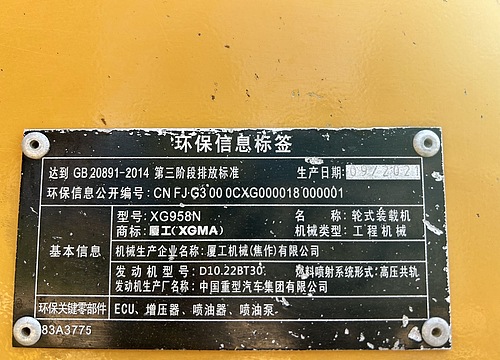 环保信息标签
达到 GB 20891-2014 第三阶段排放标准 生产日期: 09/2021
环保信息公开编号: CN FJ G3 00 0CXG000018 000001
基本信息
型号: XG958N 名 称: 轮式装载机
商标: 厦工(XGMA) 机械类型: 工程机械
机械生产企业名称: 厦工机械(焦作)有限公司
发动机型号: D10.22BT30 燃料喷射系统形式: 高压共轨
发动机生产厂名称: 中国重型汽车集团有限公司
环保关键零部件 ECU、增压器、喷油器、喷油泵
83A3775